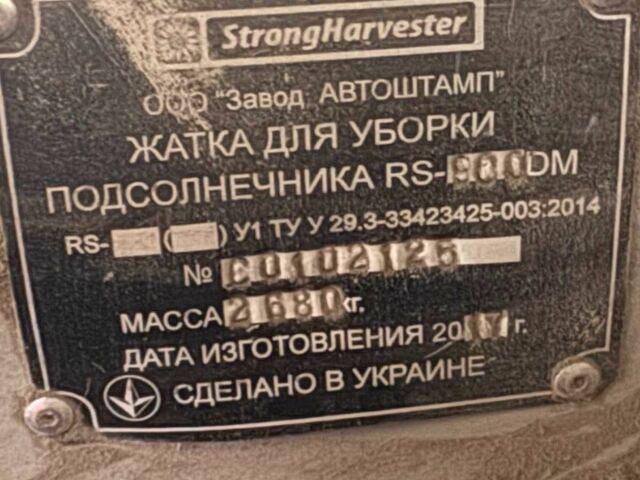 StrongHarvester
ООО "Завод АВТОШТАМП"
ЖАТКА ДЛЯ УБОРКИ
ПОДСОЛНЕЧНИКА RS-900DM
RS- ( ) У1 ТУ У 29.3-33423425-003:2014
№ C0102126
МАССА 2680 кг.
ДАТА ИЗГОТОВЛЕНИЯ 2017 г.
СДЕЛАНО В УКРАИНЕ